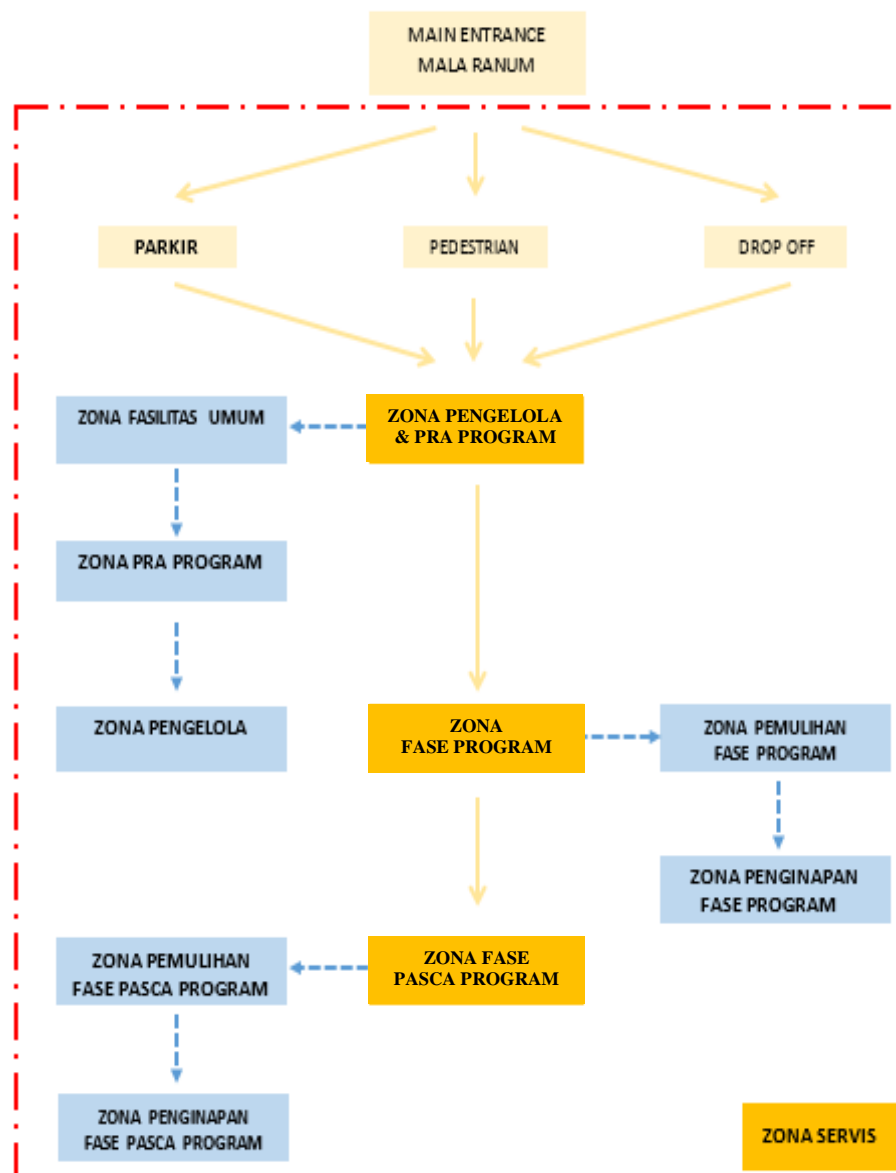 MAIN ENTRANCE
MALA RANUM
PARKIR
PEDESTRIAN
DROP OFF
ZONA FASILITAS UMUM
ZONA PENGELOLA
& PRA PROGRAM
ZONA PRA PROGRAM
ZONA PENGELOLA
ZONA
FASE PROGRAM
ZONA PEMULIHAN
FASE PROGRAM
ZONA PENGINAPAN
FASE PROGRAM
ZONA PEMULIHAN
FASE PASCA PROGRAM
ZONA FASE
PASCA PROGRAM
ZONA PENGINAPAN
FASE PASCA PROGRAM
ZONA SERVIS